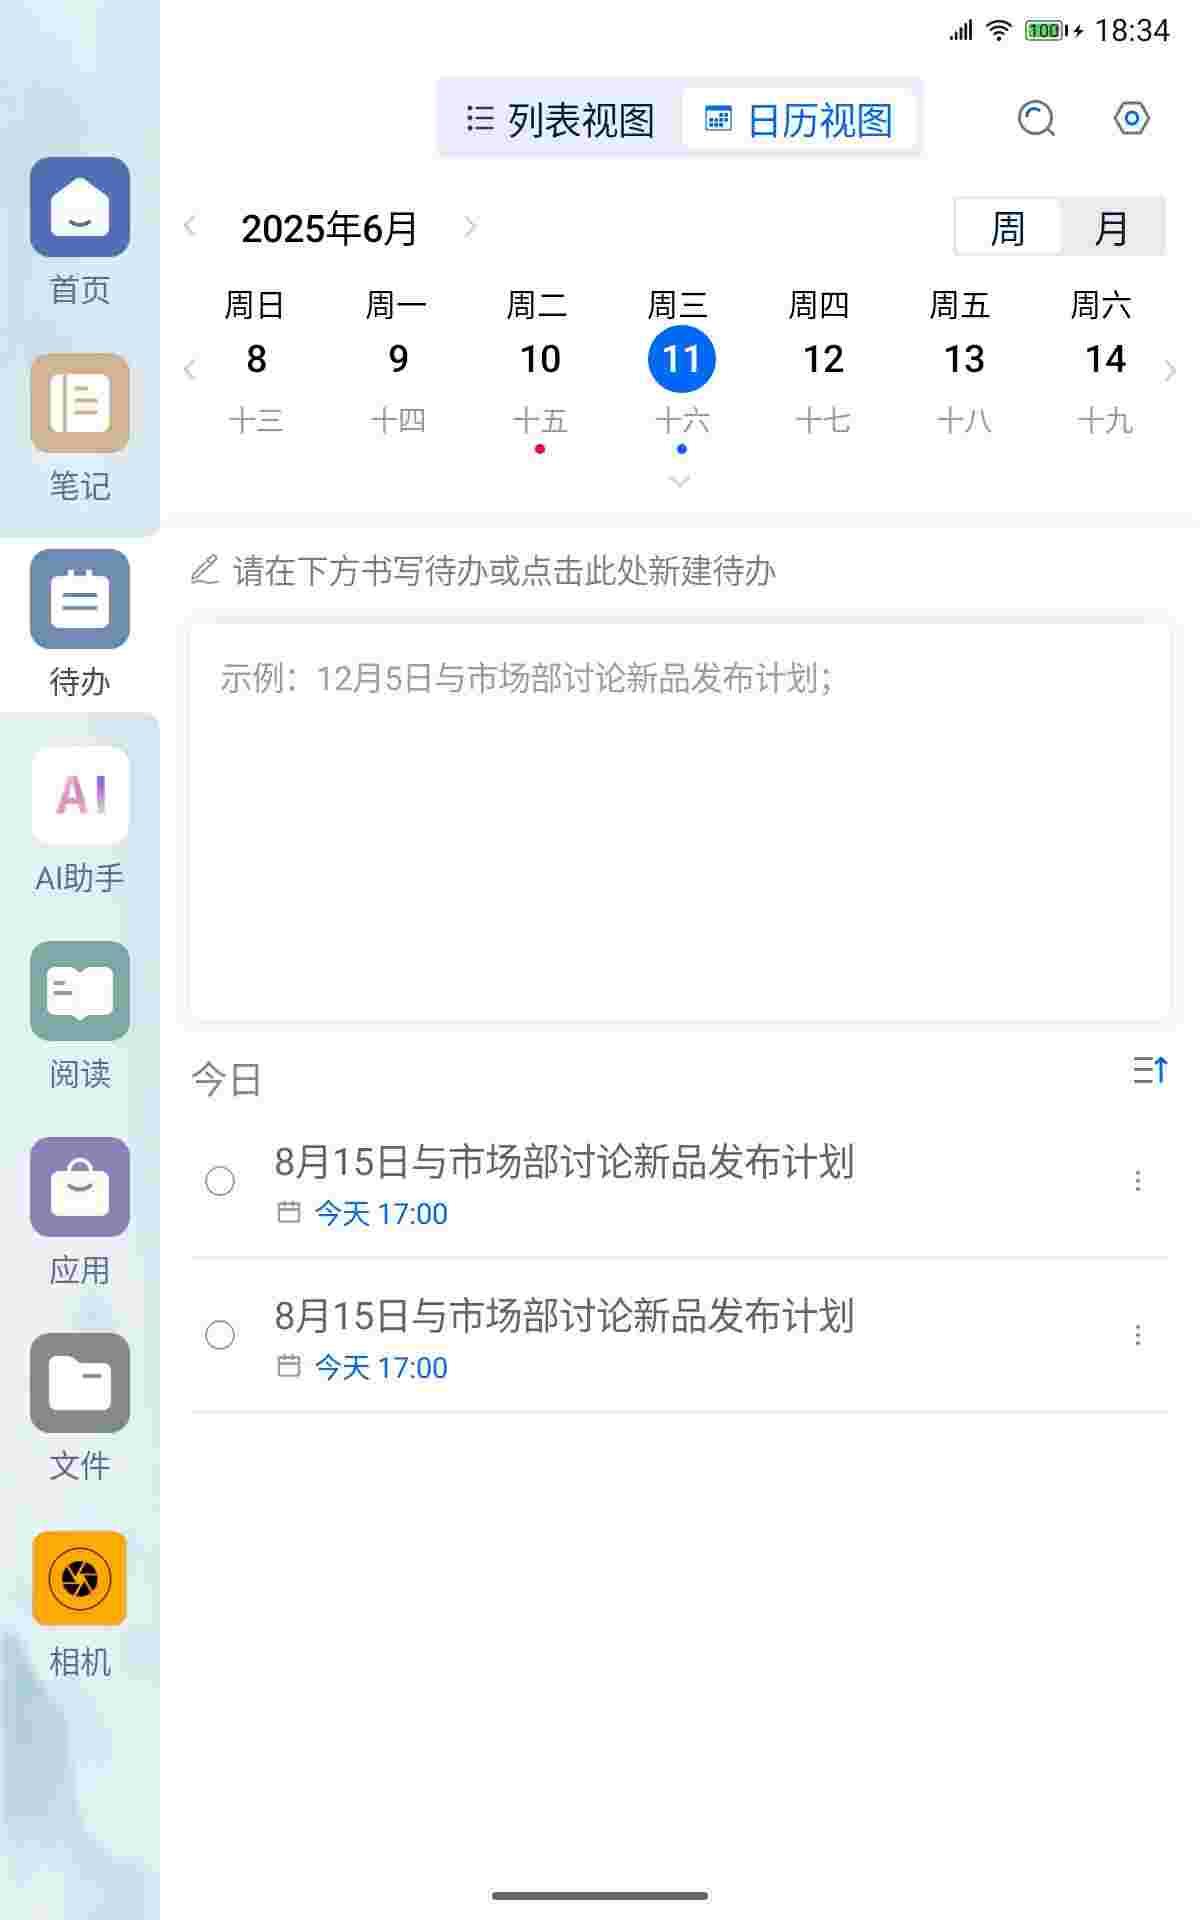 100 18:34
列表视图 日历视图
2025年6月 周 月
周日 周一 周二 周三 周四 周五 周六
8 9 10 11 12 13 14
十三 十四 十五 十六 十七 十八 十九
请在下方书写待办或点击此处新建待办
示例：12月5日与市场部讨论新品发布计划；
今日
8月15日与市场部讨论新品发布计划
今天 17:00
8月15日与市场部讨论新品发布计划
今天 17:00
首页
笔记
待办
AI
AI助手
阅读
应用
文件
相机